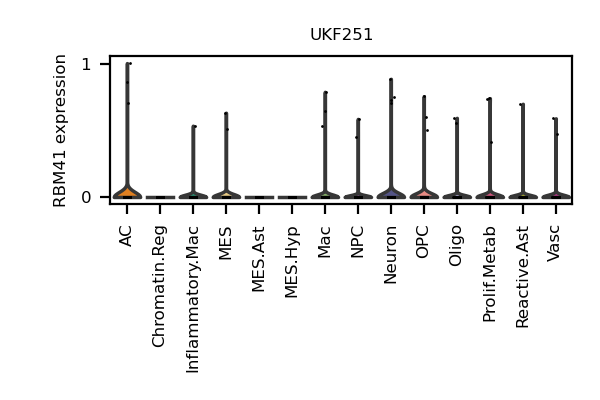 UKF251
RBM41 expression
1
0
AC
Chromatin.Reg
Inflammatory.Mac
MES
MES.Ast
MES.Hyp
Mac
NPC
Neuron
OPC
Oligo
Prolif.Metab
Reactive.Ast
Vasc